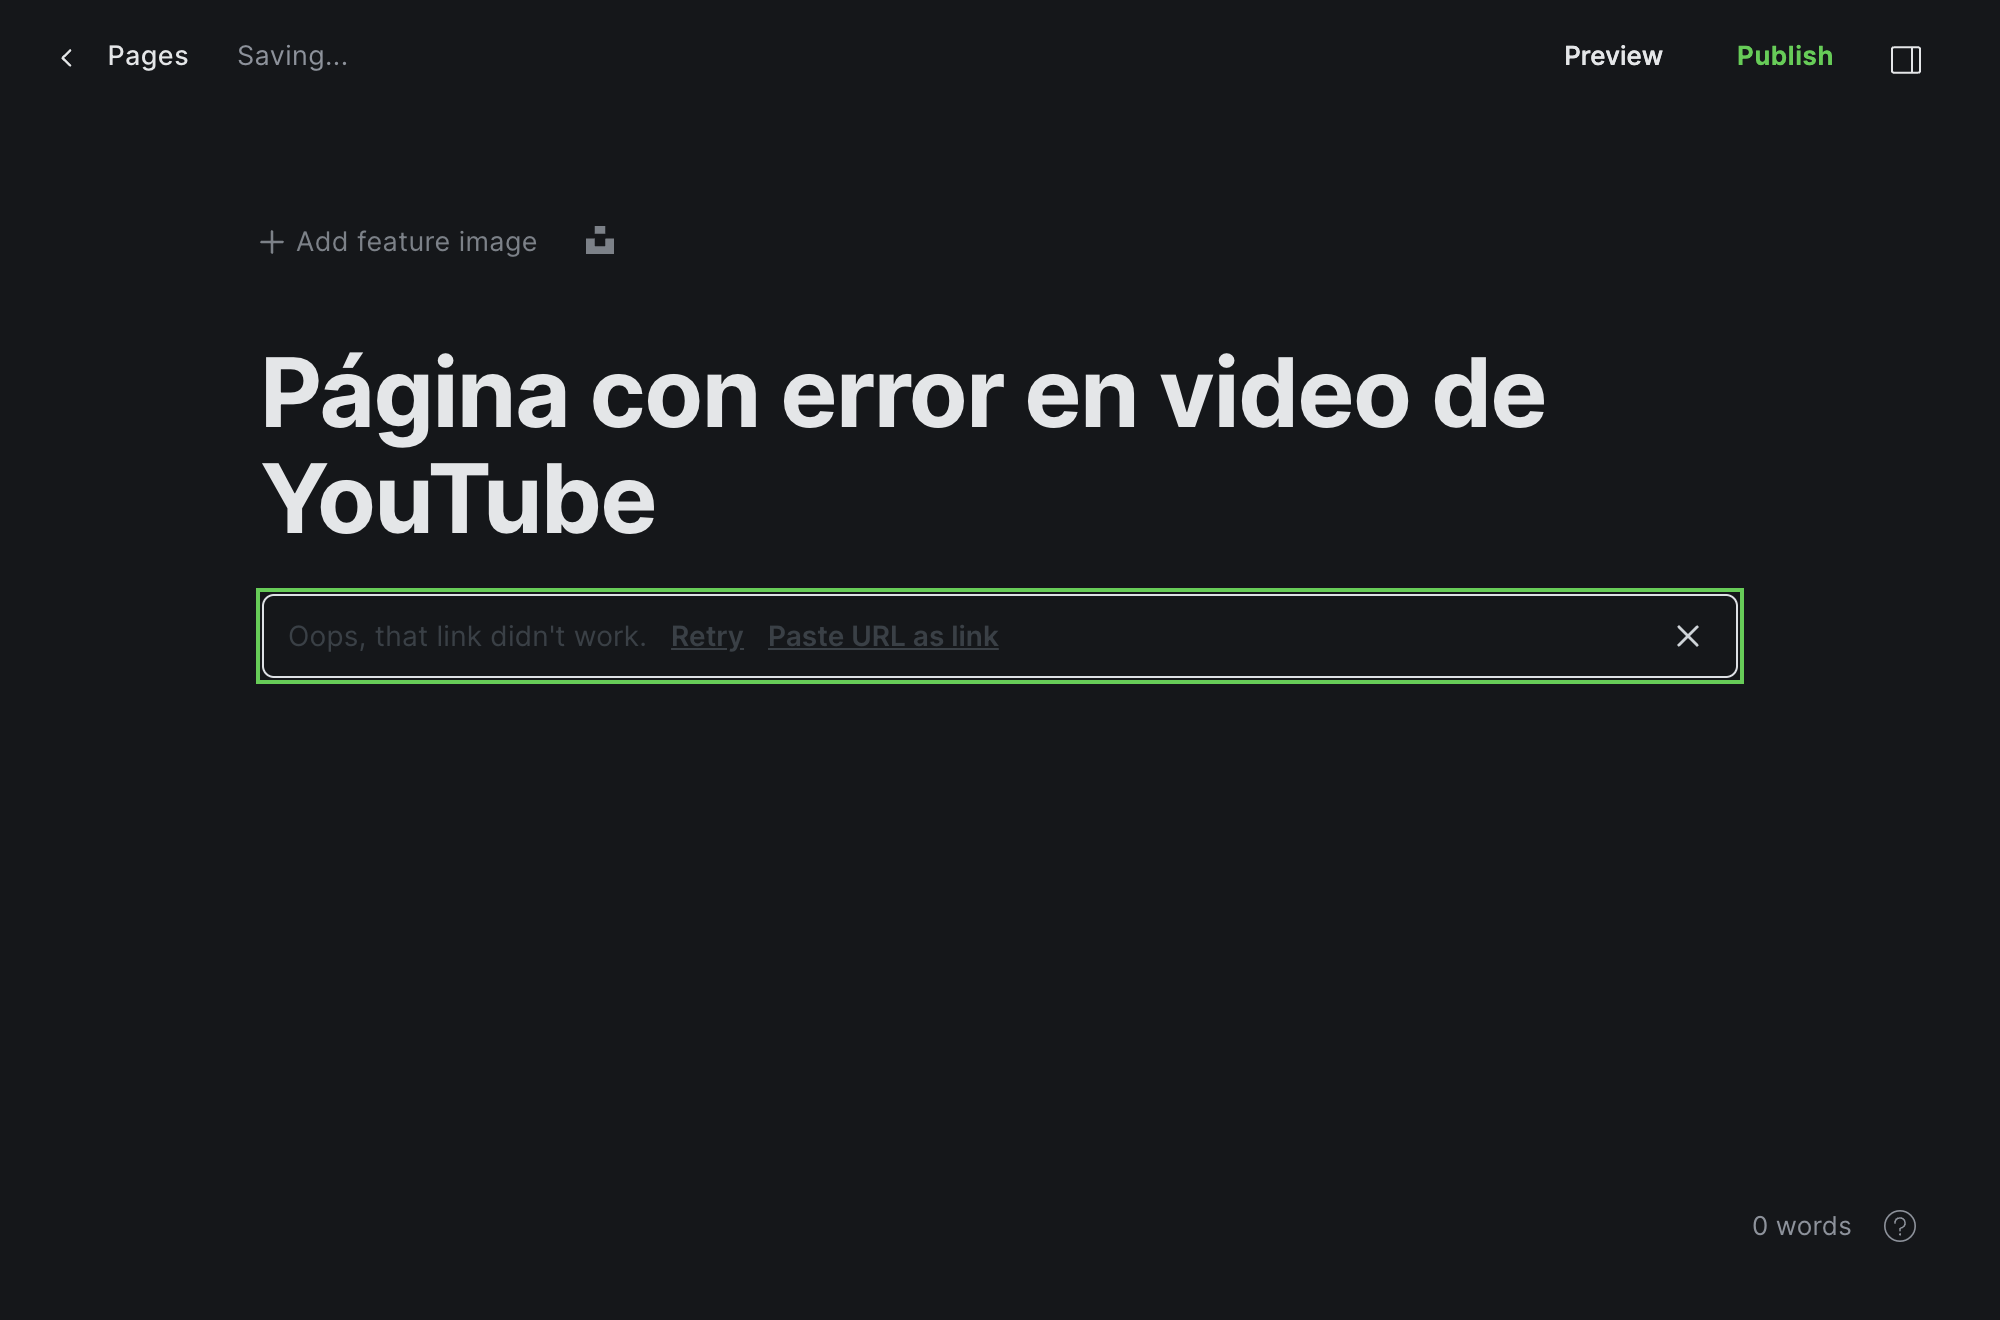 Pages Saving...
Preview Publish
Add feature image
Página con error en video de
YouTube
Oops, that link didn't work. Retry Paste URL as link
0 words ?